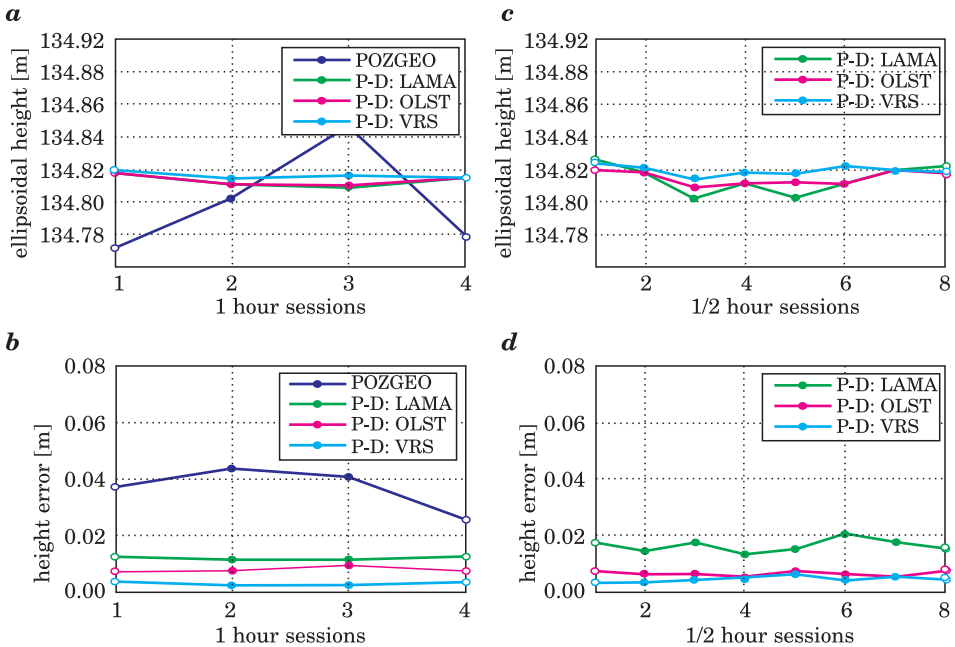 a
134.92
134.88
134.86
134.84
134.82
134.80
134.78
ellipsoidal height [m]
POZGEO
P-D: LAMA
P-D: OLST
P-D: VRS
1 2 3 4
1 hour sessions
c
134.92
134.88
134.86
134.84
134.82
134.80
134.78
ellipsoidal height [m]
P-D: LAMA
P-D: OLST
P-D: VRS
2 4 6 8
1/2 hour sessions
b
0.08
0.06
0.04
0.02
0.00
height error [m]
POZGEO
P-D: LAMA
P-D: OLST
P-D: VRS
1 2 3 4
1 hour sessions
d
0.08
0.06
0.04
0.02
0.00
height error [m]
P-D: LAMA
P-D: OLST
P-D: VRS
2 4 6 8
1/2 hour sessions